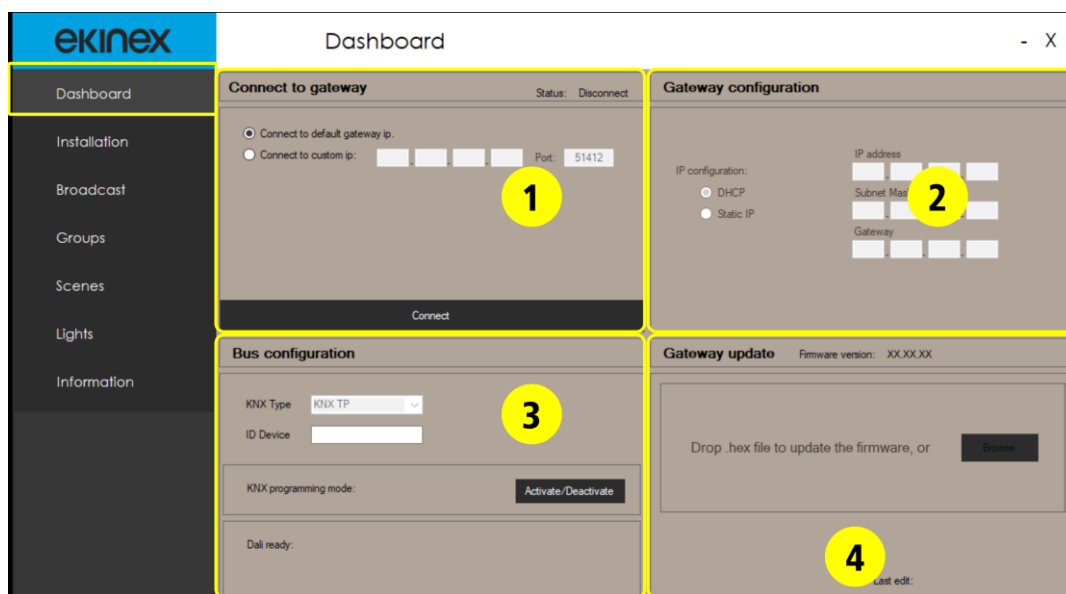 ekinex
Dashboard
- X
Dashboard
Installation
Broadcast
Groups
Scenes
Lights
Information
Connect to gateway
Status: Disconnect
Connect to default gateway ip.
Connect to custom ip: . . . Port: 51412
1
Connect
Gateway configuration
IP configuration:
DHCP
Static IP
IP address
. . .
Subnet
. . .
Gateway
. . .
2
Bus configuration
KNX Type KNX TP
ID Device
3
KNX programming mode: Activate/Deactivate
Dali ready:
Gateway update Firmware version: XX.XX.XX
Drop .hex file to update the firmware, or Browse
4
Last edit: